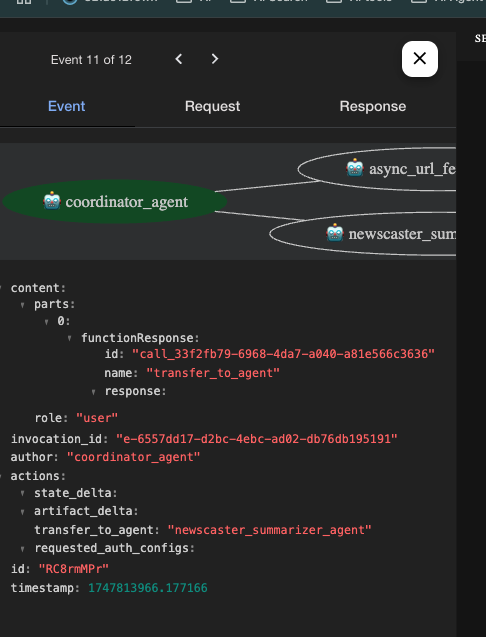 SE
Event 11 of 12
Event Request Response
coordinator_agent
async_url_fe
newscaster_sum
content:
parts:
0:
functionResponse:
id: "call_33f2fb79-6968-4da7-a040-a81e566c3636"
name: "transfer_to_agent"
response:
role: "user"
invocation_id: "e-6557dd17-d2bc-4ebc-ad02-db76db195191"
author: "coordinator_agent"
actions:
state_delta:
artifact_delta:
transfer_to_agent: "newscaster_summarizer_agent"
requested_auth_configs:
id: "RC8rmMPr"
timestamp: 1747813966.177166